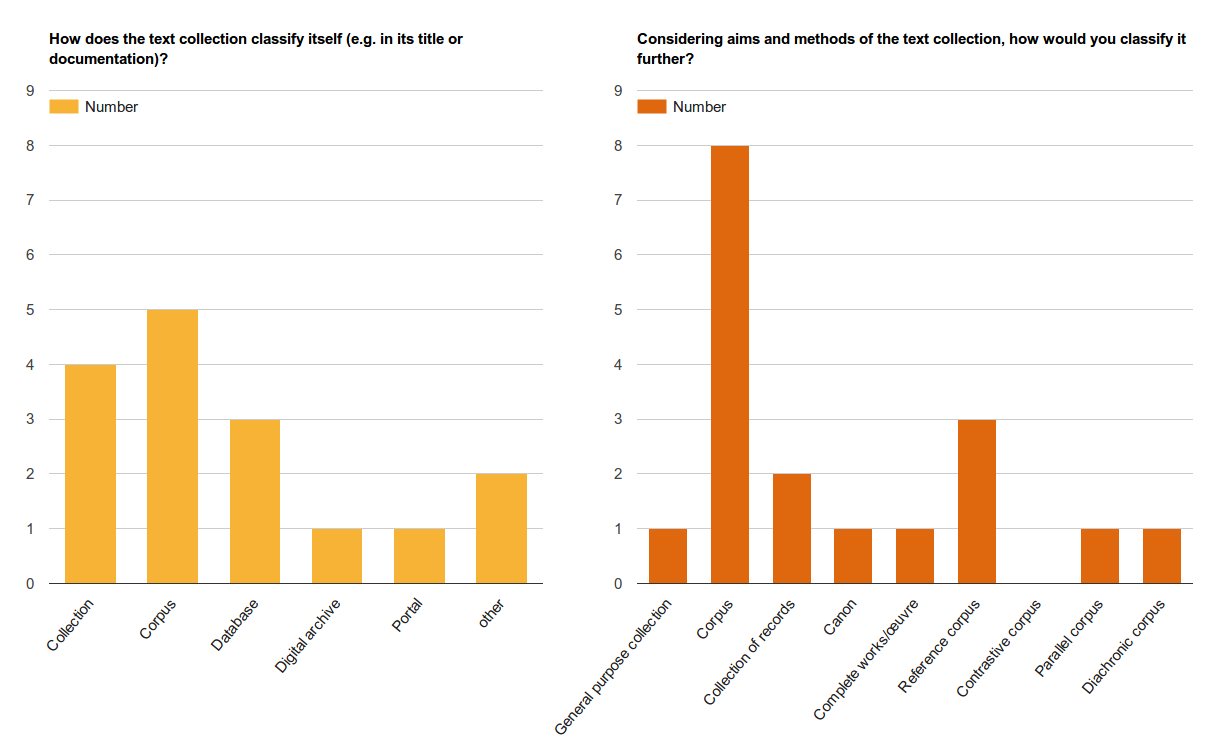 How does the text collection classify itself (e.g. in its title or
documentation)?
9
Number
8
7
6
5
4
3
2
1
0
Collection
Corpus
Database
Digital archive
Portal
other
Considering aims and methods of the text collection, how would you classify it
further?
9
Number
8
7
6
5
4
3
2
1
0
General purpose collection
Corpus
Collection of records
Canon
Complete works/œuvre
Reference corpus
Contrastive corpus
Parallel corpus
Diachronic corpus